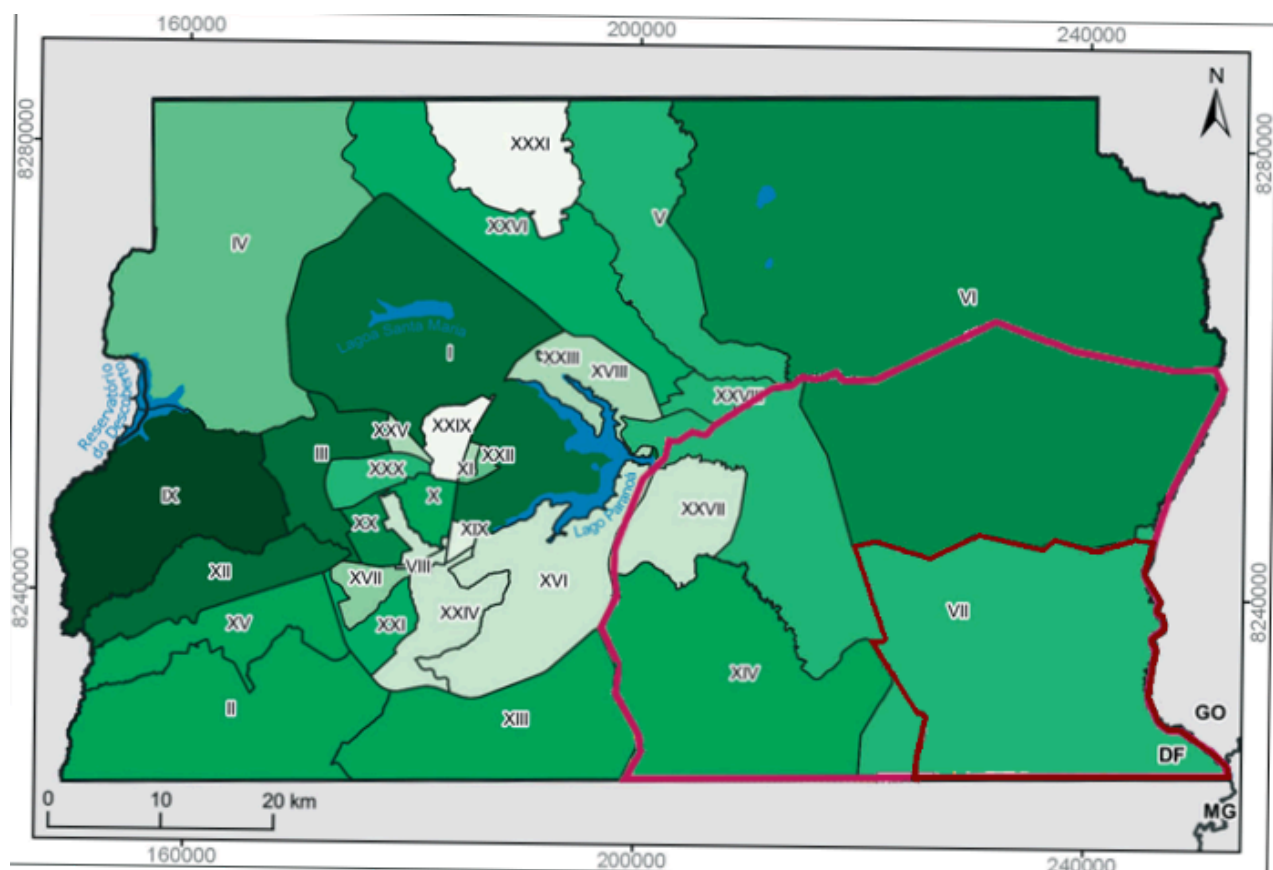 160000
200000
240000
N
8280000
8280000
XXXI
XXVI
V
IV
VI
Lagoa Santa Maria
I
XXIII
XVIII
Reservatório
do Descoberto
XXVIII
XXIX
XXV
III
XXX
XI
XXII
IX
X
XXVII
Lago Paranoá
XX
XIX
XII
XVII
VIII
XVI
8240000
8240000
XV
XXI
XXIV
VII
XIV
II
XIII
GO
DF
0 10 20 km
MG
160000
200000
240000